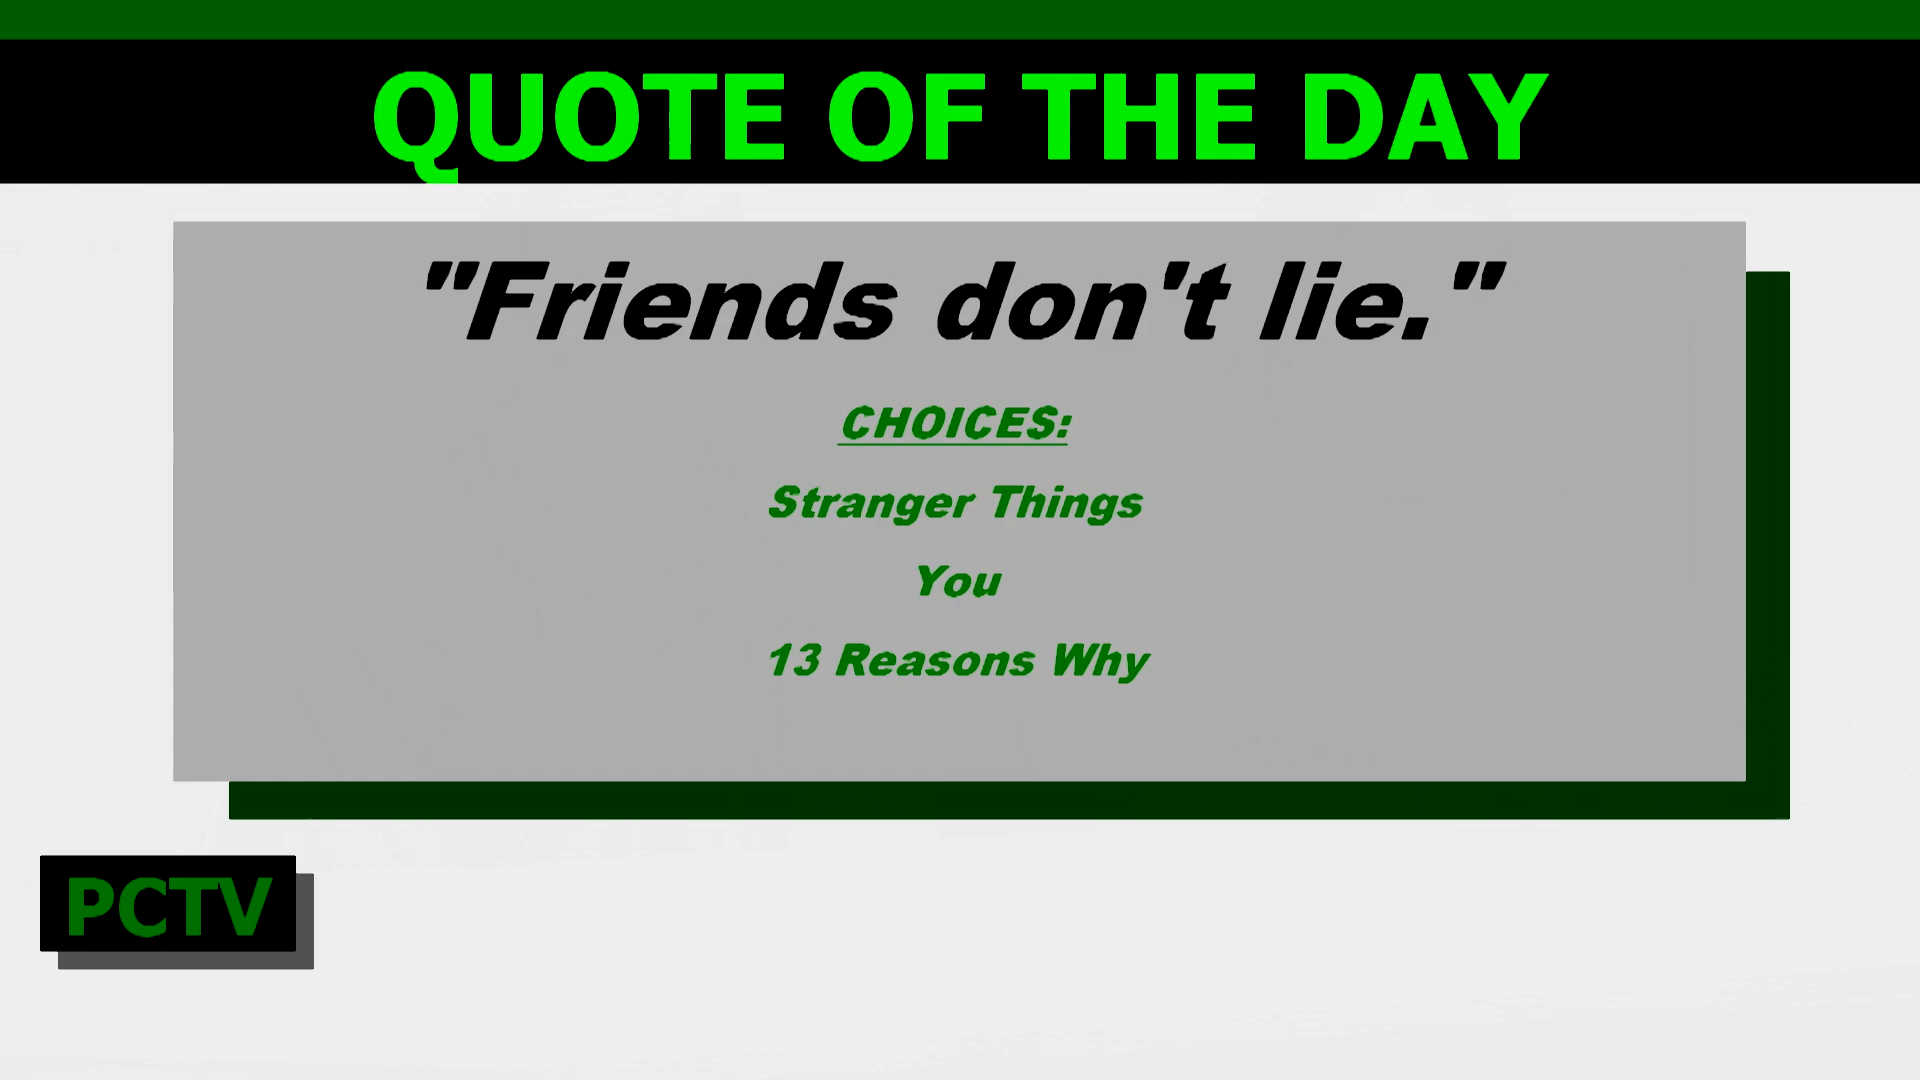 QUOTE OF THE DAY
"Friends don't lie."
CHOICES:
Stranger Things
You
13 Reasons Why
PCTV